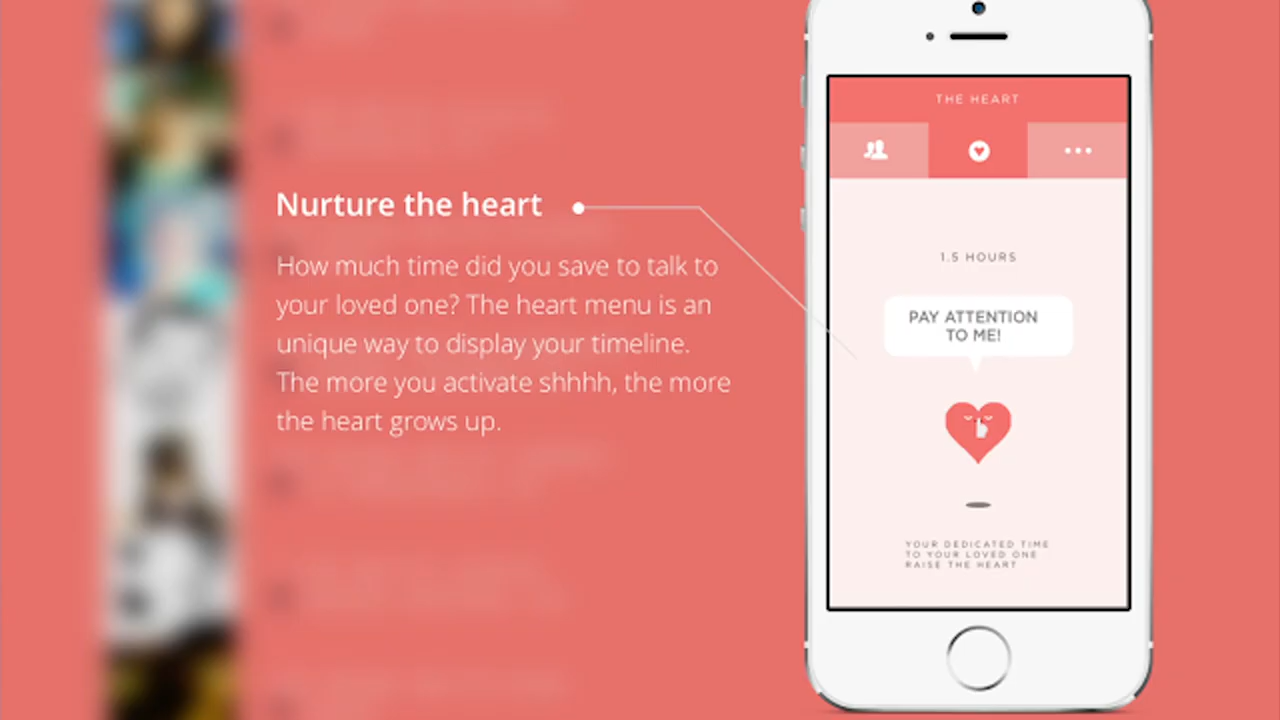 Nurture the heart
How much time did you save to talk to
your loved one? The heart menu is an
unique way to display your timeline.
The more you activate shhhh, the more
the heart grows up.
THE HEART
1.5 HOURS
PAY ATTENTION
TO ME!
YOUR DEDICATED TIME
TO YOUR LOVED ONE
RAISE THE HEART